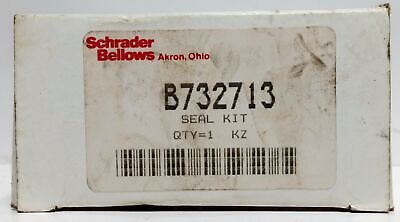 Schrader
Bellows Akron, Ohio
B732713
SEAL KIT
QTY=1 KZ